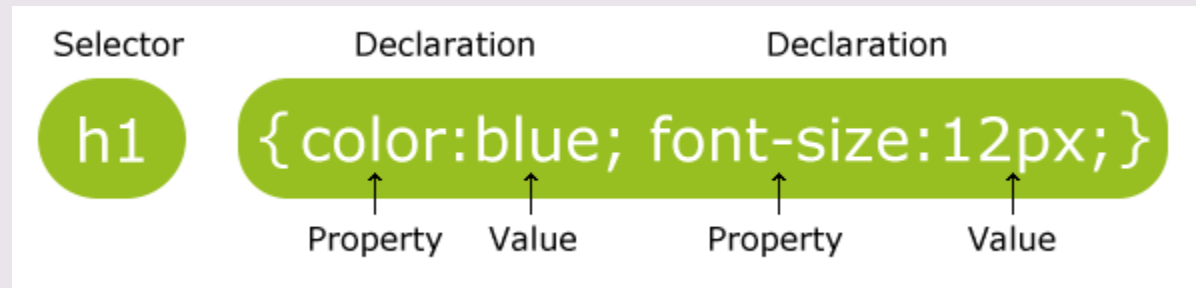 Selector Declaration Declaration
h1 {color:blue; font-size:12px;}
Property Value Property Value